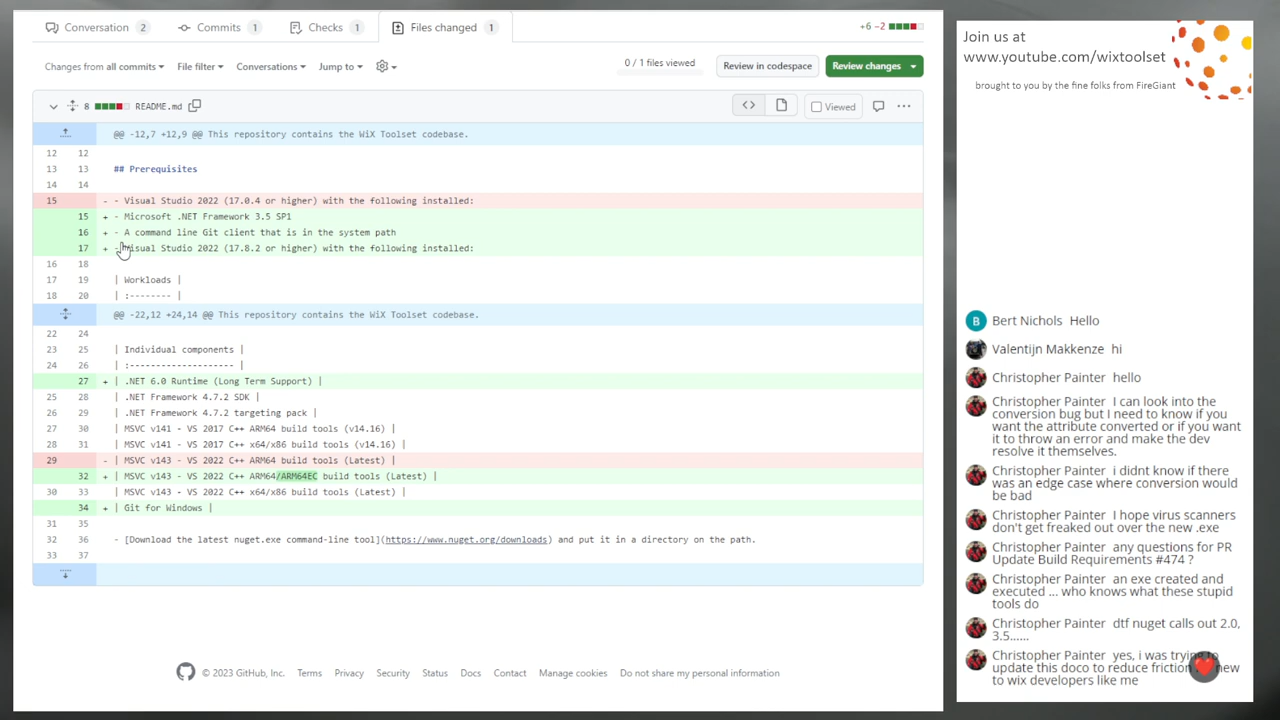 Conversation 2 Commits 1 Checks 1 Files changed 1 +6 −2
Changes from all commits File filter Conversations Jump to 0 / 1 files viewed Review in codespace Review changes
8 README.md Viewed
@@ -12,7 +12,9 @@ This repository contains the WiX Toolset codebase.
12 12
13 13 ## Prerequisites
14 14
15 - - Visual Studio 2022 (17.0.4 or higher) with the following installed:
15 + - Microsoft .NET Framework 3.5 SP1
16 + - A command line Git client that is in the system path
17 + - Visual Studio 2022 (17.8.2 or higher) with the following installed:
16 18
17 19 | Workloads |
18 20 | :-------- |
@@ -22,12 +24,14 @@ This repository contains the WiX Toolset codebase.
22 24
23 25 | Individual components |
24 26 | :-------------------- |
27 + | .NET 6.0 Runtime (Long Term Support) |
25 28 | .NET Framework 4.7.2 SDK |
26 29 | .NET Framework 4.7.2 targeting pack |
27 30 | MSVC v141 - VS 2017 C++ ARM64 build tools (v14.16) |
28 31 | MSVC v141 - VS 2017 C++ x64/x86 build tools (v14.16) |
29 - | MSVC v143 - VS 2022 C++ ARM64 build tools (Latest) |
32 + | MSVC v143 - VS 2022 C++ ARM64/ARM64EC build tools (Latest) |
30 33 | MSVC v143 - VS 2022 C++ x64/x86 build tools (Latest) |
34 + | Git for Windows |
31 35
32 36 - [Download the latest nuget.exe command-line tool](https://www.nuget.org/downloads) and put it in a directory on the path.
33 37
© 2023 GitHub, Inc. Terms Privacy Security Status Docs Contact Manage cookies Do not share my personal information
Join us at
www.youtube.com/wixtoolset
brought to you by the fine folks from FireGiant
B Bert Nichols Hello
Valentijn Makkenze hi
Christopher Painter hello
Christopher Painter I can look into the
conversion bug but I need to know if you
want the attribute converted or if you want
it to throw an error and make the dev
resolve it themselves.
Christopher Painter i didnt know if there
was an edge case where conversion would
be bad
Christopher Painter I hope virus scanners
don't get freaked out over the new .exe
Christopher Painter any questions for PR
Update Build Requirements #474 ?
Christopher Painter an exe created and
executed ... who knows what these stupid
tools do
Christopher Painter dtf nuget calls out 2.0,
3.5......
Christopher Painter yes, i was trying to
update this doco to reduce friction new
to wix developers like me